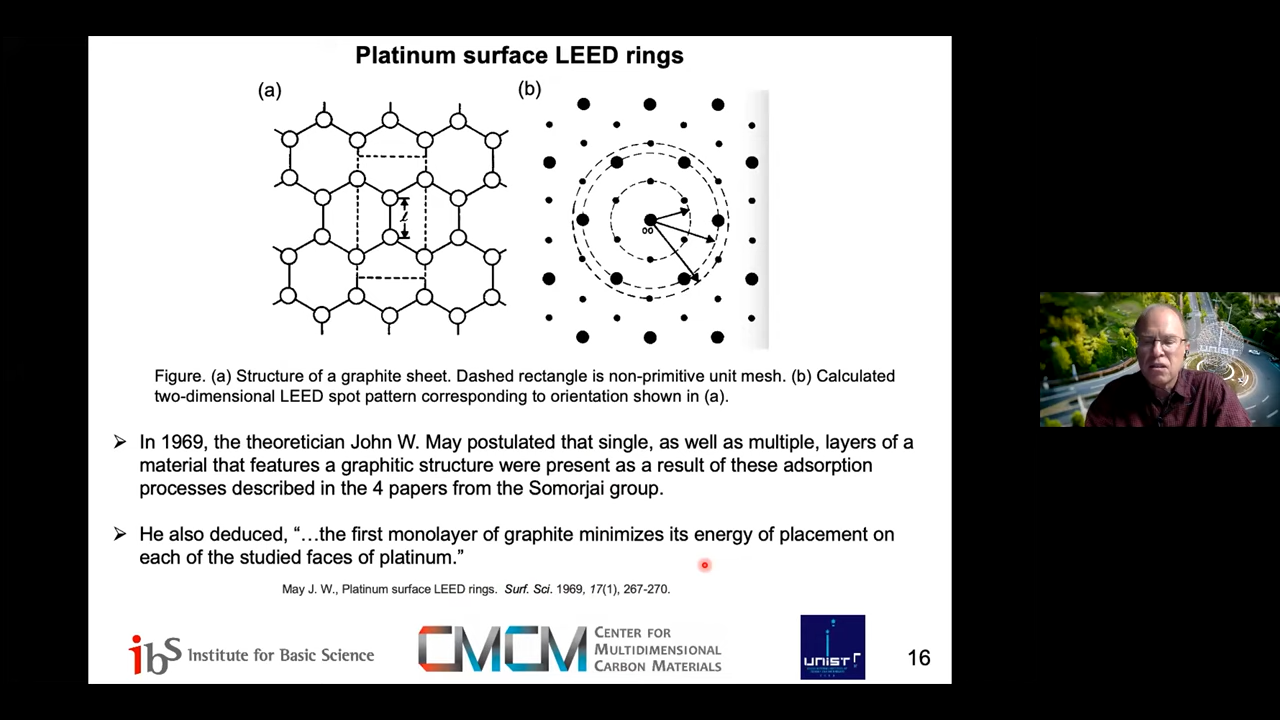 Platinum surface LEED rings
(a)
(b)
l
00
Figure. (a) Structure of a graphite sheet. Dashed rectangle is non-primitive unit mesh. (b) Calculated
two-dimensional LEED spot pattern corresponding to orientation shown in (a).
➢ In 1969, the theoretician John W. May postulated that single, as well as multiple, layers of a
material that features a graphitic structure were present as a result of these adsorption
processes described in the 4 papers from the Somorjai group.
➢ He also deduced, “…the first monolayer of graphite minimizes its energy of placement on
each of the studied faces of platinum.”
May J. W., Platinum surface LEED rings. Surf. Sci. 1969, 17(1), 267-270.
ibS Institute for Basic Science
CMCM
CENTER FOR
MULTIDIMENSIONAL
CARBON MATERIALS
UNIST
16
UNIST